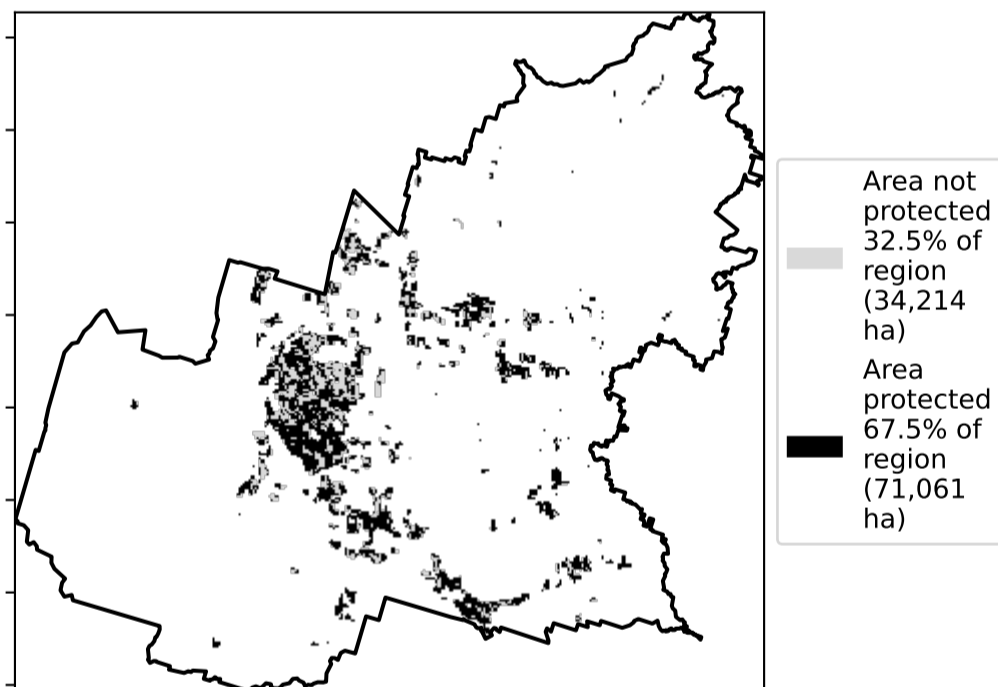 Area not
protected
32.5% of
region
(34,214
ha)
Area
protected
67.5% of
region
(71,061
ha)